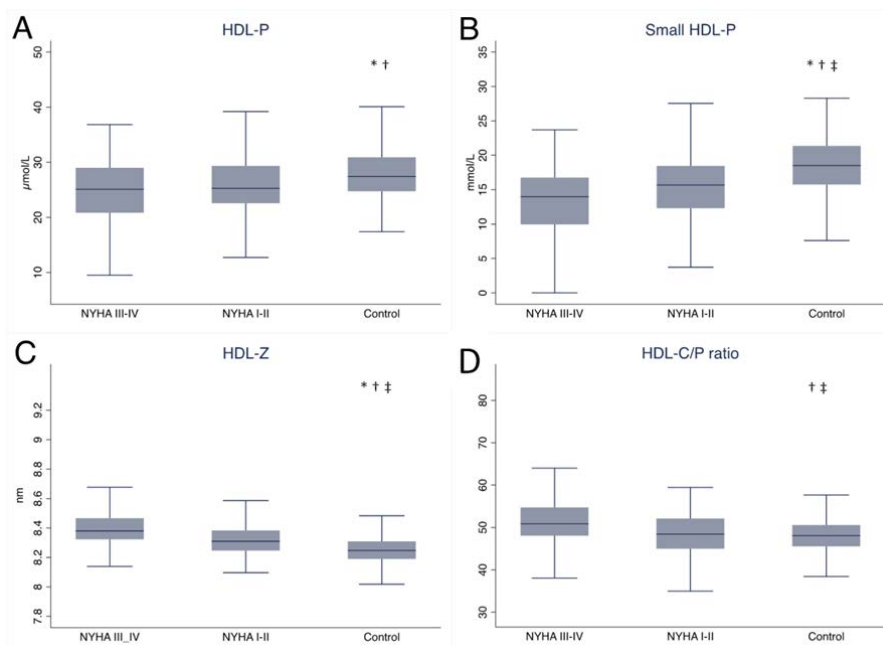 A
HDL-P
50
40
30
20
10
µmol/L
* †
NYHA III-IV NYHA I-II Control
B
Small HDL-P
35
30
25
20
15
10
5
0
mmol/L
* † ‡
NYHA III-IV NYHA I-II Control
C
HDL-Z
9.2
9
8.8
8.6
8.4
8.2
8
7.8
nm
* † ‡
NYHA III_IV NYHA I-II Control
D
HDL-C/P ratio
80
70
60
50
40
30
† ‡
NYHA III-IV NYHA I-II Control